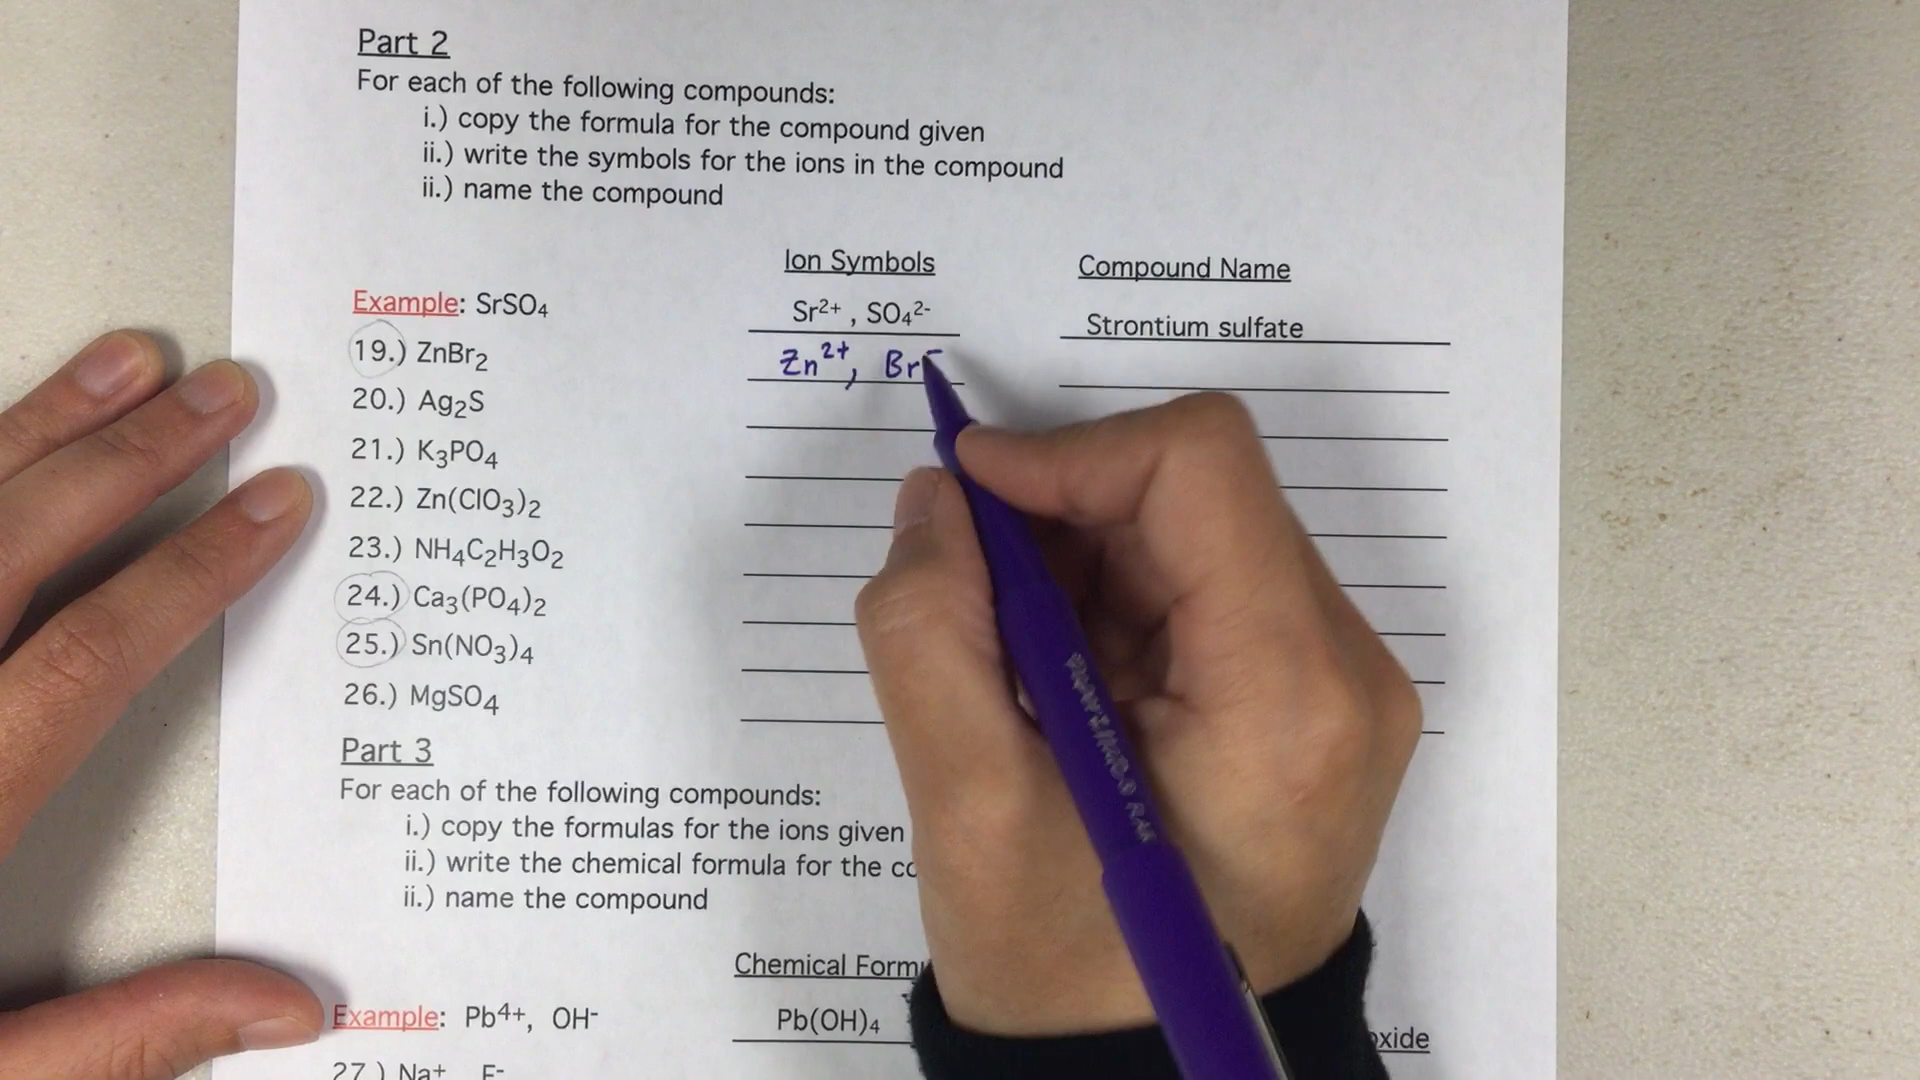 Part 2
For each of the following compounds:
i.) copy the formula for the compound given
ii.) write the symbols for the ions in the compound
ii.) name the compound
Ion Symbols
Compound Name
Example: SrSO4
Sr2+ , SO42-
Strontium sulfate
19.) ZnBr2
Zn2+, Br-
20.) Ag2S
21.) K3PO4
22.) Zn(ClO3)2
23.) NH4C2H3O2
24.) Ca3(PO4)2
25.) Sn(NO3)4
26.) MgSO4
Part 3
For each of the following compounds:
i.) copy the formulas for the ions given
ii.) write the chemical formula for the
ii.) name the compound
Chemical
Example: Pb4+, OH-
Pb(OH)4
27.) Na+ F-